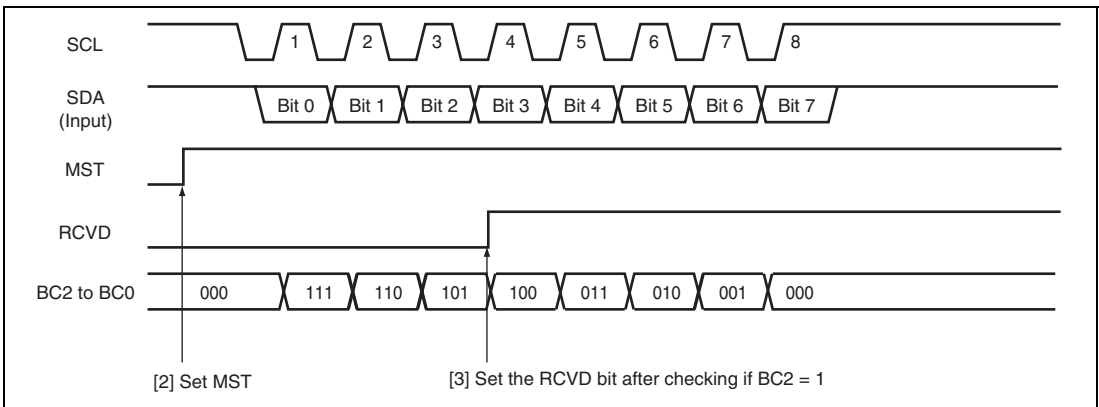 SCL 1 2 3 4 5 6 7 8
SDA
(Input)
Bit 0 Bit 1 Bit 2 Bit 3 Bit 4 Bit 5 Bit 6 Bit 7
MST
RCVD
BC2 to BC0 000 111 110 101 100 011 010 001 000
[2] Set MST [3] Set the RCVD bit after checking if BC2 = 1